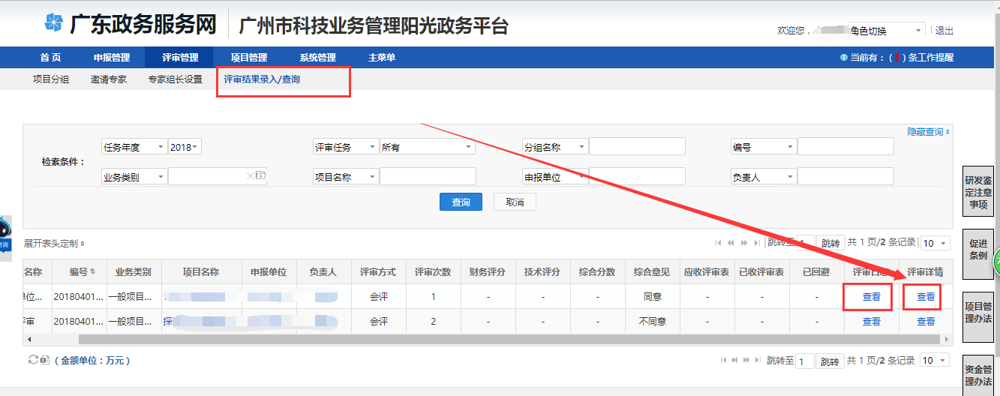 广东政务服务网 广州市科技业务管理阳光政务平台
欢迎您, 角色切换 退出
首 页 申报管理 评审管理 项目管理 系统管理 主菜单 当前有：( 3 ) 条工作提醒
项目分组 邀请专家 专家组长设置 评审结果录入/查询
隐藏查询
检索条件：
任务年度 2018 评审任务 所有 分组名称 编号
业务类别 项目名称 申报单位 负责人
查询 取消
研发鉴
定注意
事项
咨询
展开表头定制 跳转至 1 跳转 共 1 页/2 条记录 10
促进
条例
名称 编号 业务类别 项目名称 申报单位 负责人 评审方式 评审次数 财务评分 技术评分 综合分数 综合意见 应收评审表 已收评审表 已回避 评审日志 评审详情
单位... 20180401... 一般项目... 会评 1 - - - 同意 - - - 查看 查看
评审 20180401... 一般项目... 探 会评 2 - - - 不同意 - - - 查看 查看
项目管
理办法
(金额单位：万元) 跳转至 1 跳转 共 1 页/2 条记录 10
资金管
理办法